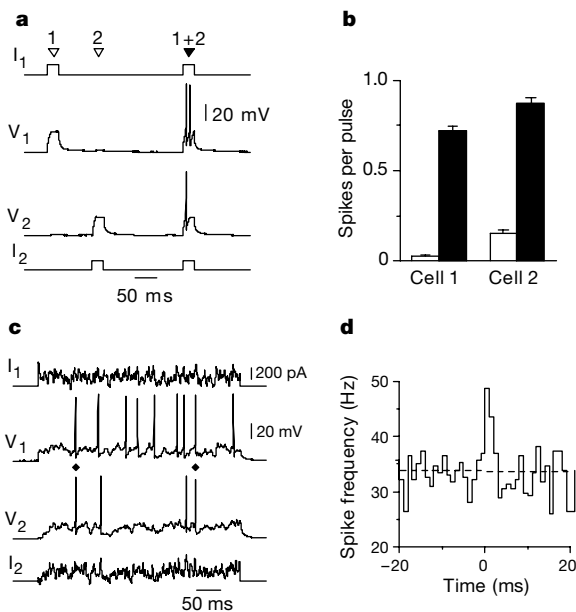 a
1 2 1+2
I1
20 mV
V1
V2
I2
50 ms
b
Spikes per pulse
1.0
0.5
0
Cell 1 Cell 2
c
I1
200 pA
V1
20 mV
V2
I2
50 ms
d
Spike frequency (Hz)
50
40
30
20
−20 0 20
Time (ms)